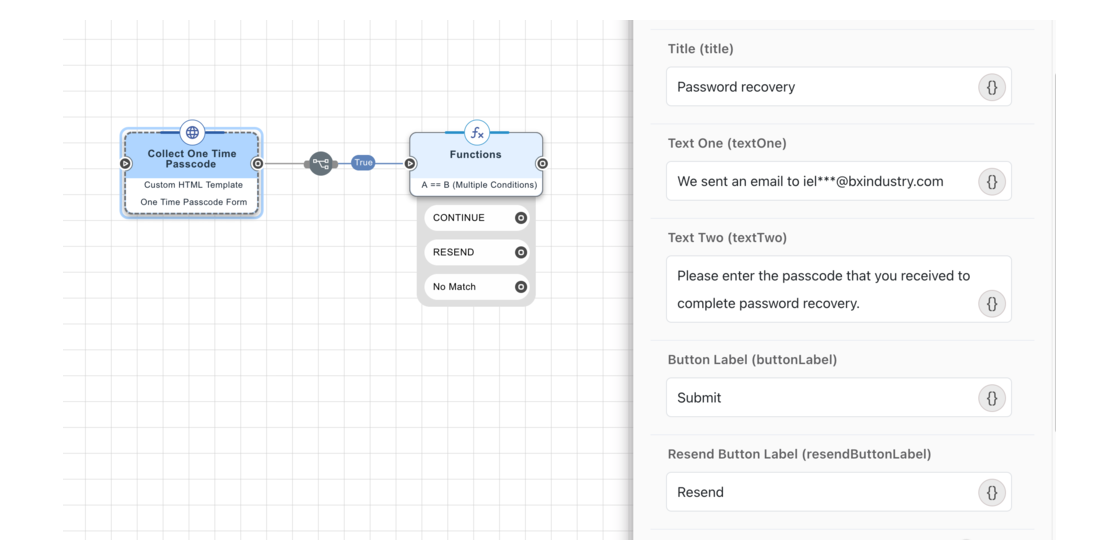 Collect One Time
Passcode
Custom HTML Template
One Time Passcode Form
True
fx
Functions
A == B (Multiple Conditions)
CONTINUE
RESEND
No Match
Title (title)
Password recovery
{}
Text One (textOne)
We sent an email to iel***@bxindustry.com
{}
Text Two (textTwo)
Please enter the passcode that you received to
complete password recovery.
{}
Button Label (buttonLabel)
Submit
{}
Resend Button Label (resendButtonLabel)
Resend
{}